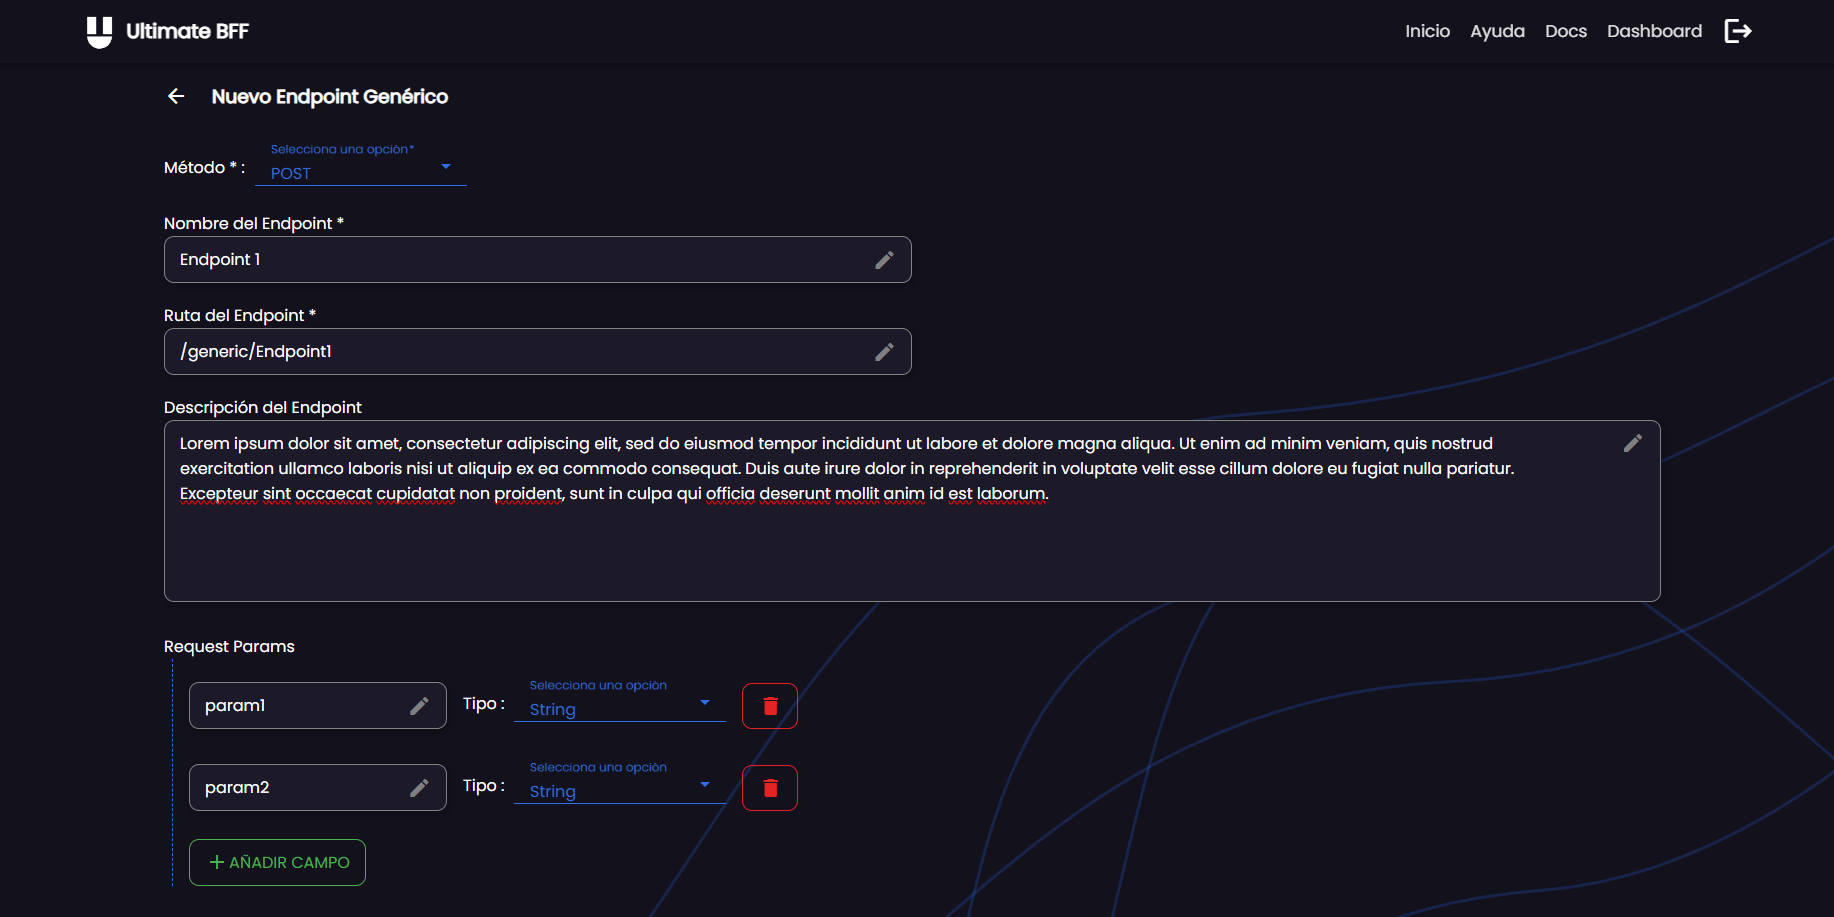 Ultimate BFF
Inicio Ayuda Docs Dashboard
Nuevo Endpoint Genérico
Selecciona una opciòn*
Método * : POST
Nombre del Endpoint *
Endpoint 1
Ruta del Endpoint *
/generic/Endpoint1
Descripción del Endpoint
Lorem ipsum dolor sit amet, consectetur adipiscing elit, sed do eiusmod tempor incididunt ut labore et dolore magna aliqua. Ut enim ad minim veniam, quis nostrud
exercitation ullamco laboris nisi ut aliquip ex ea commodo consequat. Duis aute irure dolor in reprehenderit in voluptate velit esse cillum dolore eu fugiat nulla pariatur.
Excepteur sint occaecat cupidatat non proident, sunt in culpa qui officia deserunt mollit anim id est laborum.
Request Params
Selecciona una opciòn
param1 Tipo : String
Selecciona una opciòn
param2 Tipo : String
+ AÑADIR CAMPO